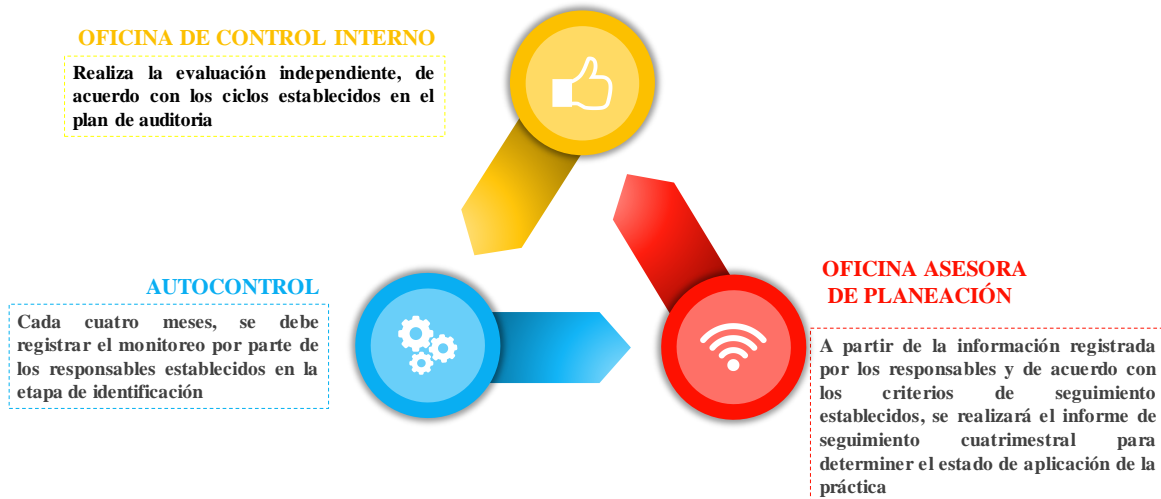 OFICINA DE CONTROL INTERNO
Realiza la evaluación independiente, de
acuerdo con los ciclos establecidos en el
plan de auditoria
AUTOCONTROL
Cada cuatro meses, se debe
registrar el monitoreo por parte de
los responsables establecidos en la
etapa de identificación
OFICINA ASESORA
DE PLANEACIÓN
A partir de la información registrada
por los responsables y de acuerdo con
los criterios de seguimiento
establecidos, se realizará el informe de
seguimiento cuatrimestral para
determiner el estado de aplicación de la
práctica